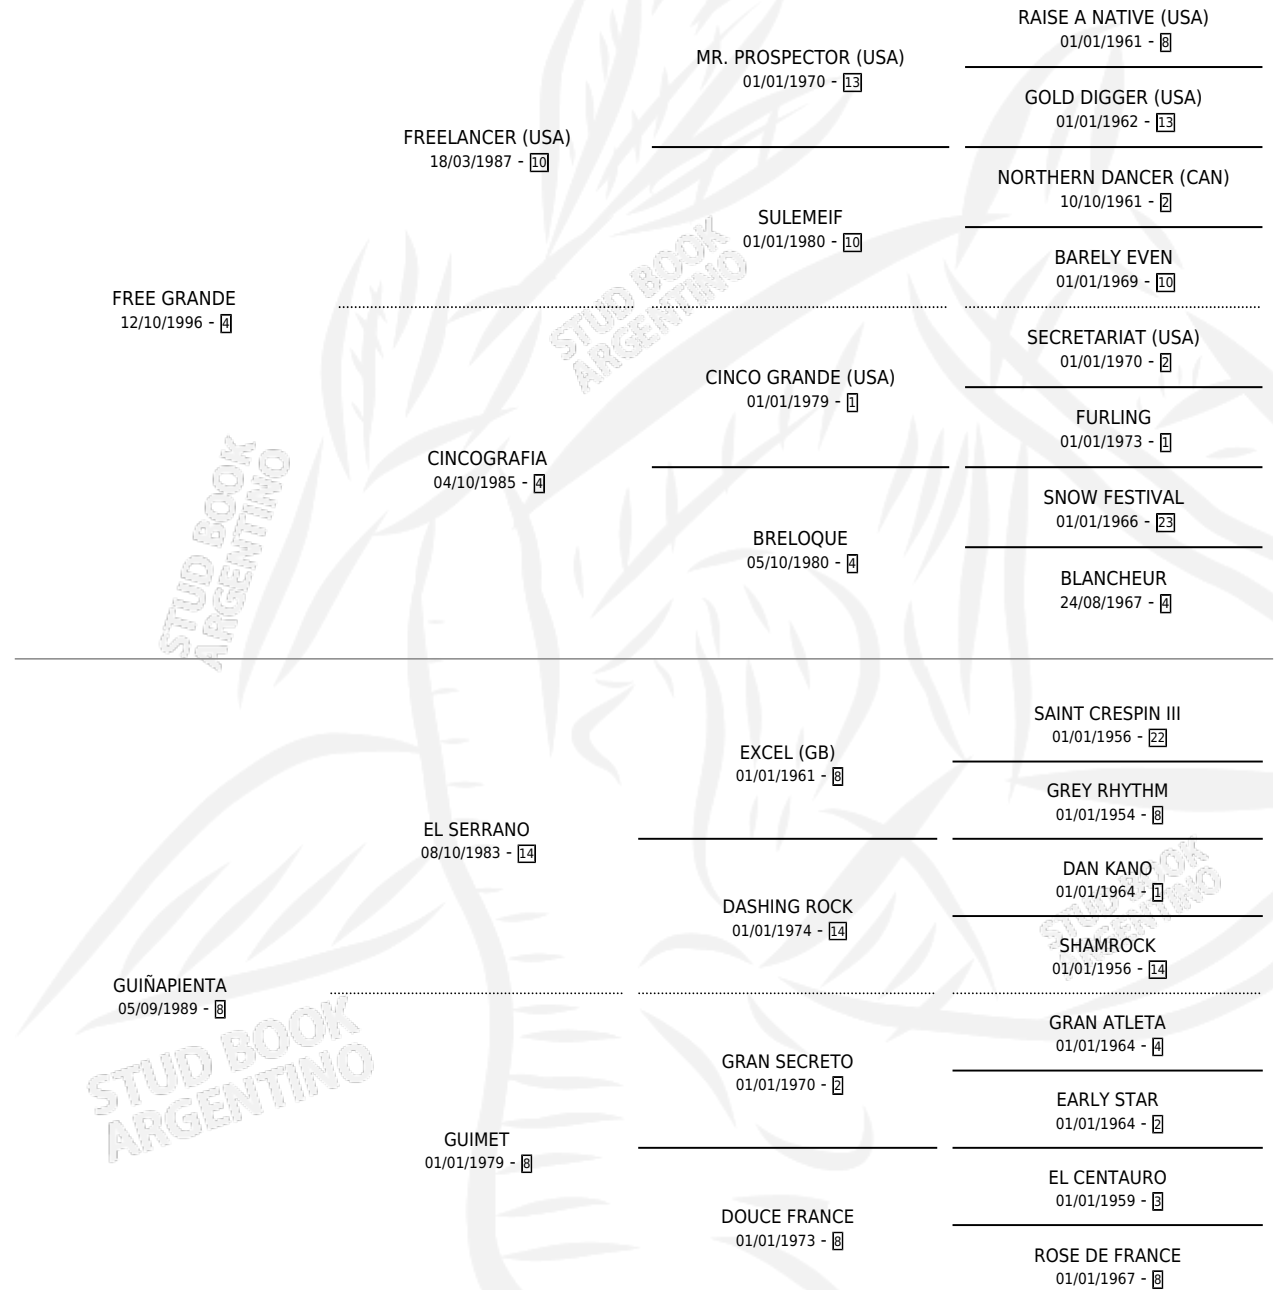 RAISE A NATIVE (USA)
01/01/1961 - 8
MR. PROSPECTOR (USA)
01/01/1970 - 13
GOLD DIGGER (USA)
01/01/1962 - 13
FREELANCER (USA)
18/03/1987 - 10
NORTHERN DANCER (CAN)
10/10/1961 - 2
SULEMEIF
01/01/1980 - 10
BARELY EVEN
01/01/1969 - 10
FREE GRANDE
12/10/1996 - 4
STUD BOOK
ARGENTINO
SECRETARIAT (USA)
01/01/1970 - 2
CINCO GRANDE (USA)
01/01/1979 - 1
FURLING
01/01/1973 - 1
CINCOGRAFIA
04/10/1985 - 4
SNOW FESTIVAL
01/01/1966 - 23
BRELOQUE
05/10/1980 - 4
BLANCHEUR
24/08/1967 - 4
STUD BOOK
ARGENTINO
SAINT CRESPIN III
01/01/1956 - 22
EXCEL (GB)
01/01/1961 - 8
GREY RHYTHM
01/01/1954 - 8
EL SERRANO
08/10/1983 - 14
DAN KANO
01/01/1964 - 1
DASHING ROCK
01/01/1974 - 14
STUD BOOK
ARGENTINO
SHAMROCK
01/01/1956 - 14
GUIÑAPIENTA
05/09/1989 - 8
GRAN ATLETA
01/01/1964 - 4
GRAN SECRETO
01/01/1970 - 2
STUD BOOK
ARGENTINO
EARLY STAR
01/01/1964 - 2
GUIMET
01/01/1979 - 8
EL CENTAURO
01/01/1959 - 3
DOUCE FRANCE
01/01/1973 - 8
ROSE DE FRANCE
01/01/1967 - 8